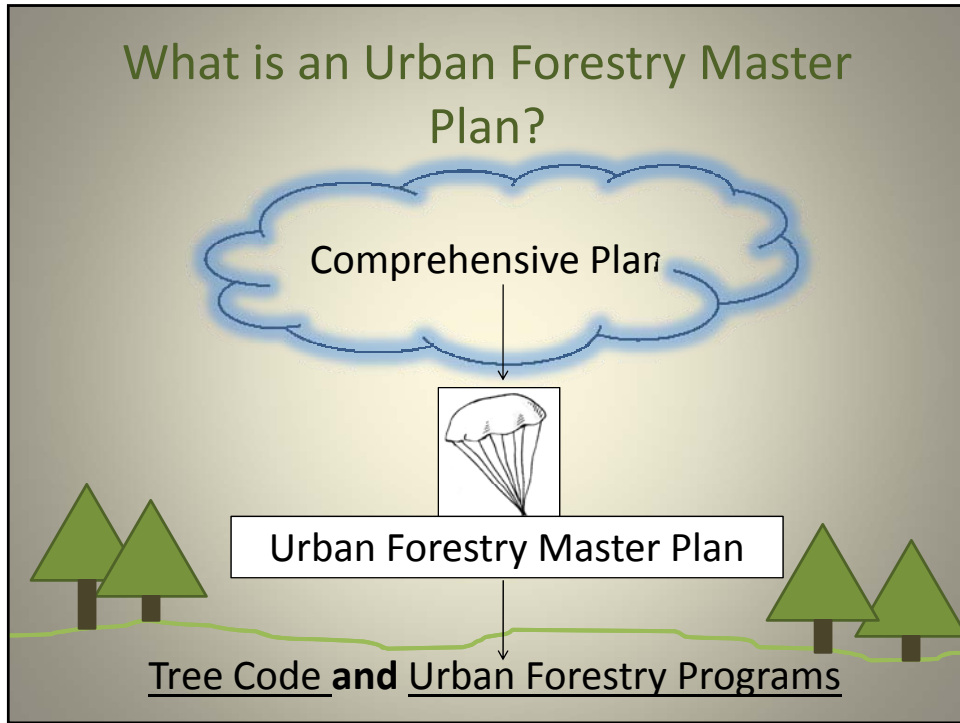 What is an Urban Forestry Master
Plan?
Comprehensive Plan
Urban Forestry Master Plan
Tree Code and Urban Forestry Programs